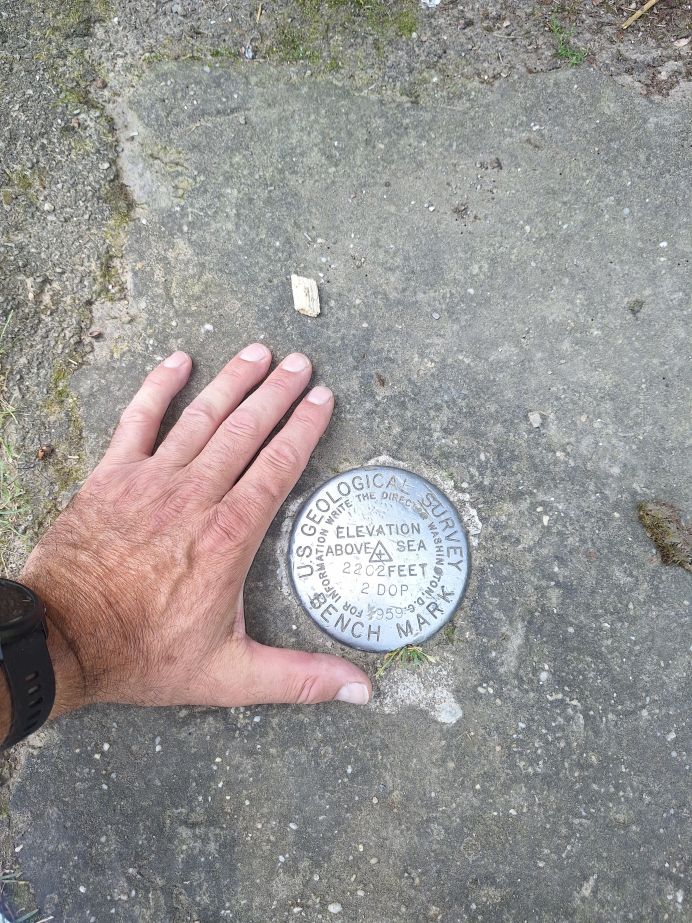 U.S. GEOLOGICAL SURVEY
FOR INFORMATION WRITE THE DIRECTOR WASHINGTON, D.C.
ELEVATION
ABOVE SEA
2202 FEET
2 DOP
1959
BENCH MARK